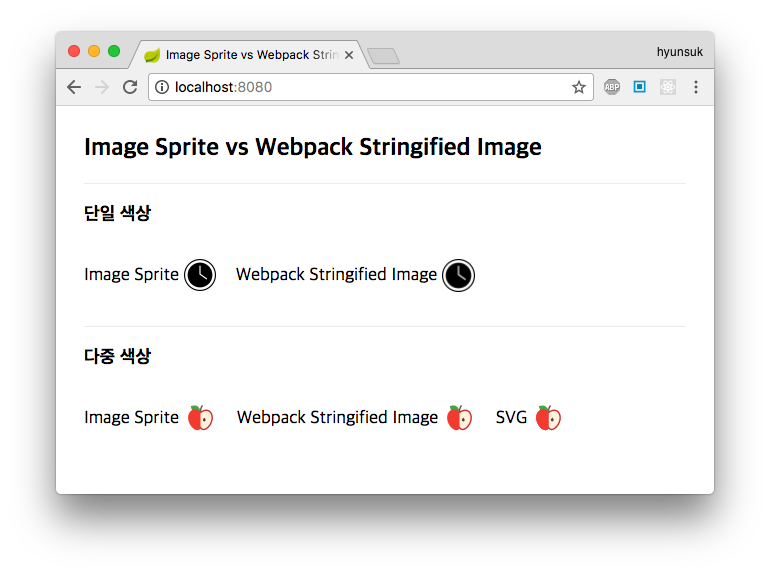 Image Sprite vs Webpack Strin
hyunsuk
localhost:8080
ABP
Image Sprite vs Webpack Stringified Image
단일 색상
Image Sprite Webpack Stringified Image
다중 색상
Image Sprite Webpack Stringified Image SVG